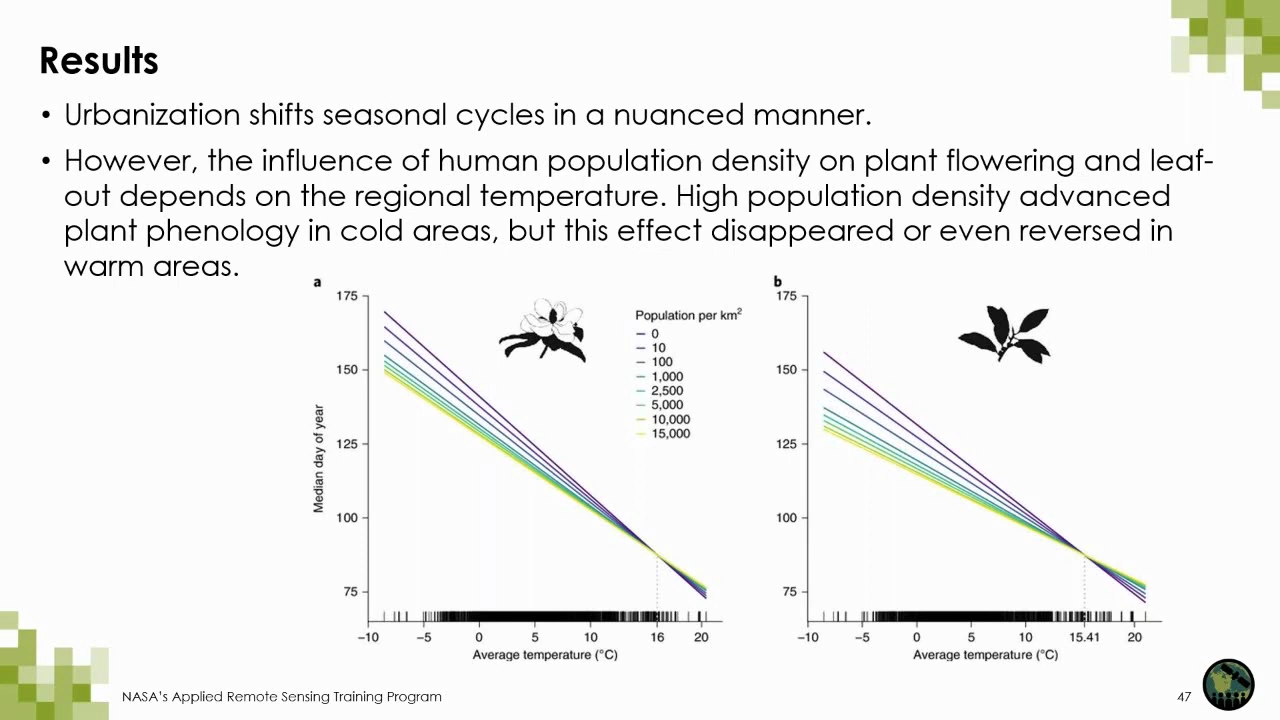 Results
• Urbanization shifts seasonal cycles in a nuanced manner.
• However, the influence of human population density on plant flowering and leaf-
out depends on the regional temperature. High population density advanced
plant phenology in cold areas, but this effect disappeared or even reversed in
warm areas.
a
175
150
125
100
75
Median day of year
Population per km²
0
10
100
1,000
2,500
5,000
10,000
15,000
−10 −5 0 5 10 16 20
Average temperature (°C)
b
175
150
125
100
75
−10 −5 0 5 10 15.41 20
Average temperature (°C)
NASA's Applied Remote Sensing Training Program
47